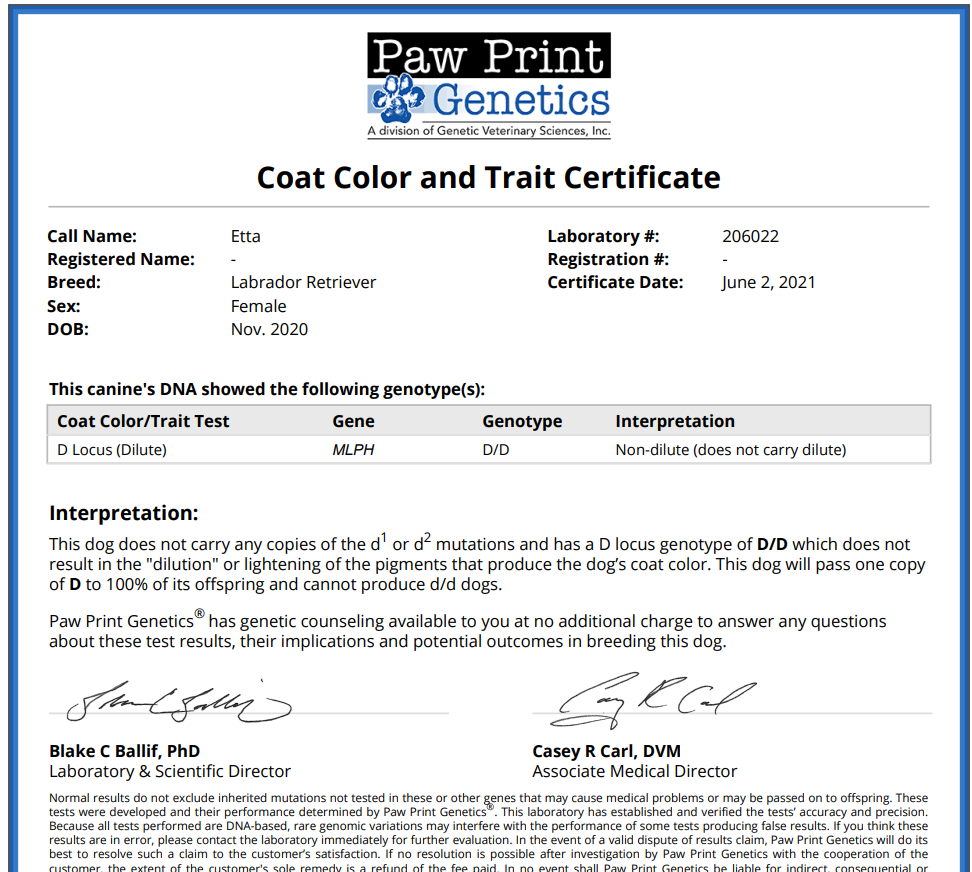 Paw Print
Genetics
A division of Genetic Veterinary Sciences, Inc.
Coat Color and Trait Certificate
Call Name: Etta Laboratory #: 206022
Registered Name: - Registration #: -
Breed: Labrador Retriever Certificate Date: June 2, 2021
Sex: Female
DOB: Nov. 2020
This canine's DNA showed the following genotype(s):
Coat Color/Trait Test Gene Genotype Interpretation
D Locus (Dilute) MLPH D/D Non-dilute (does not carry dilute)
Interpretation:
This dog does not carry any copies of the d¹ or d² mutations and has a D locus genotype of D/D which does not
result in the "dilution" or lightening of the pigments that produce the dog’s coat color. This dog will pass one copy
of D to 100% of its offspring and cannot produce d/d dogs.
Paw Print Genetics® has genetic counseling available to you at no additional charge to answer any questions
about these test results, their implications and potential outcomes in breeding this dog.
Blake C Ballif, PhD Casey R Carl, DVM
Laboratory & Scientific Director Associate Medical Director
Normal results do not exclude inherited mutations not tested in these or other genes that may cause medical problems or may be passed on to offspring. These
tests were developed and their performance determined by Paw Print Genetics®. This laboratory has established and verified the tests’ accuracy and precision.
Because all tests performed are DNA-based, rare genomic variations may interfere with the performance of some tests producing false results. If you think these
results are in error, please contact the laboratory immediately for further evaluation. In the event of a valid dispute of results claim, Paw Print Genetics will do its
best to resolve such a claim to the customer’s satisfaction. If no resolution is possible after investigation by Paw Print Genetics with the cooperation of the
customer, the extent of the customer's sole remedy is a refund of the fee paid. In no event shall Paw Print Genetics be liable for indirect, consequential or